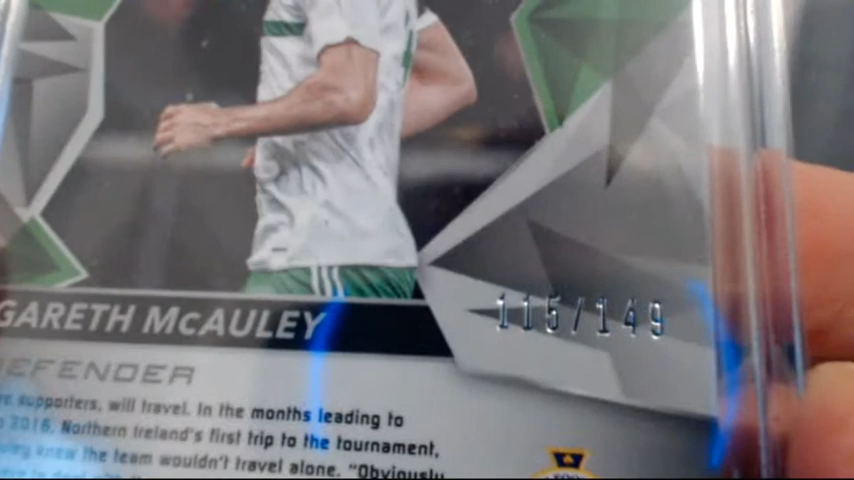 115/149
GARETH McAULEY
DEFENDER
supporters, will travel. In the months leading to
2016, Northern Ireland's first trip to the tournament,
knew the team wouldn't travel alone. "Obviously